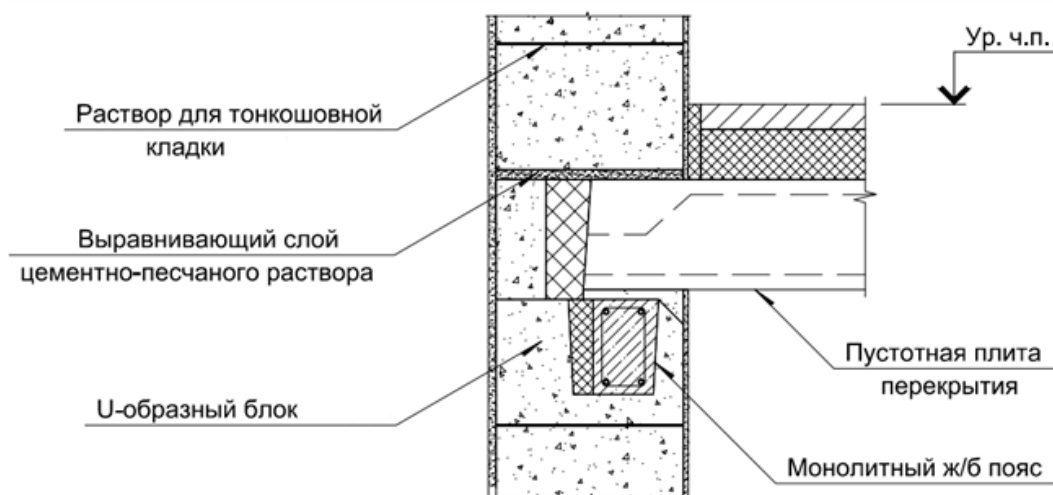 Ур. ч.п.
Раствор для тонкошовной
кладки
Выравнивающий слой
цементно-песчаного раствора
U-образный блок
Пустотная плита
перекрытия
Монолитный ж/б пояс